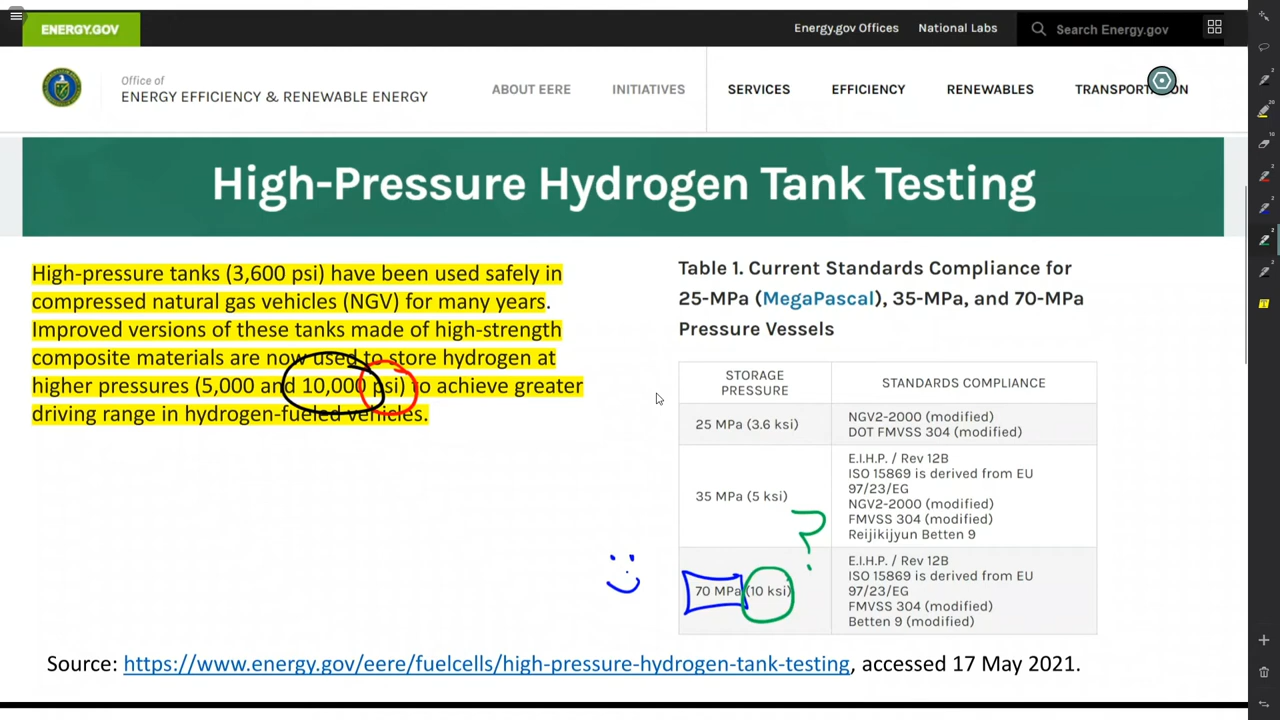 ENERGY.GOV
Energy.gov Offices National Labs Search Energy.gov
Office of
ENERGY EFFICIENCY & RENEWABLE ENERGY
ABOUT EERE INITIATIVES SERVICES EFFICIENCY RENEWABLES TRANSPORTATION
High-Pressure Hydrogen Tank Testing
High-pressure tanks (3,600 psi) have been used safely in
compressed natural gas vehicles (NGV) for many years.
Improved versions of these tanks made of high-strength
composite materials are now used to store hydrogen at
higher pressures (5,000 and 10,000 psi) to achieve greater
driving range in hydrogen-fueled vehicles.
Table 1. Current Standards Compliance for
25-MPa (MegaPascal), 35-MPa, and 70-MPa
Pressure Vessels
STORAGE
PRESSURE
STANDARDS COMPLIANCE
25 MPa (3.6 ksi)
NGV2-2000 (modified)
DOT FMVSS 304 (modified)
35 MPa (5 ksi)
E.I.H.P. / Rev 12B
ISO 15869 is derived from EU
97/23/EG
NGV2-2000 (modified)
FMVSS 304 (modified)
Reijikijyun Betten 9
?
70 MPa (10 ksi)
E.I.H.P. / Rev 12B
ISO 15869 is derived from EU
97/23/EG
FMVSS 304 (modified)
Betten 9 (modified)
Source: https://www.energy.gov/eere/fuelcells/high-pressure-hydrogen-tank-testing, accessed 17 May 2021.